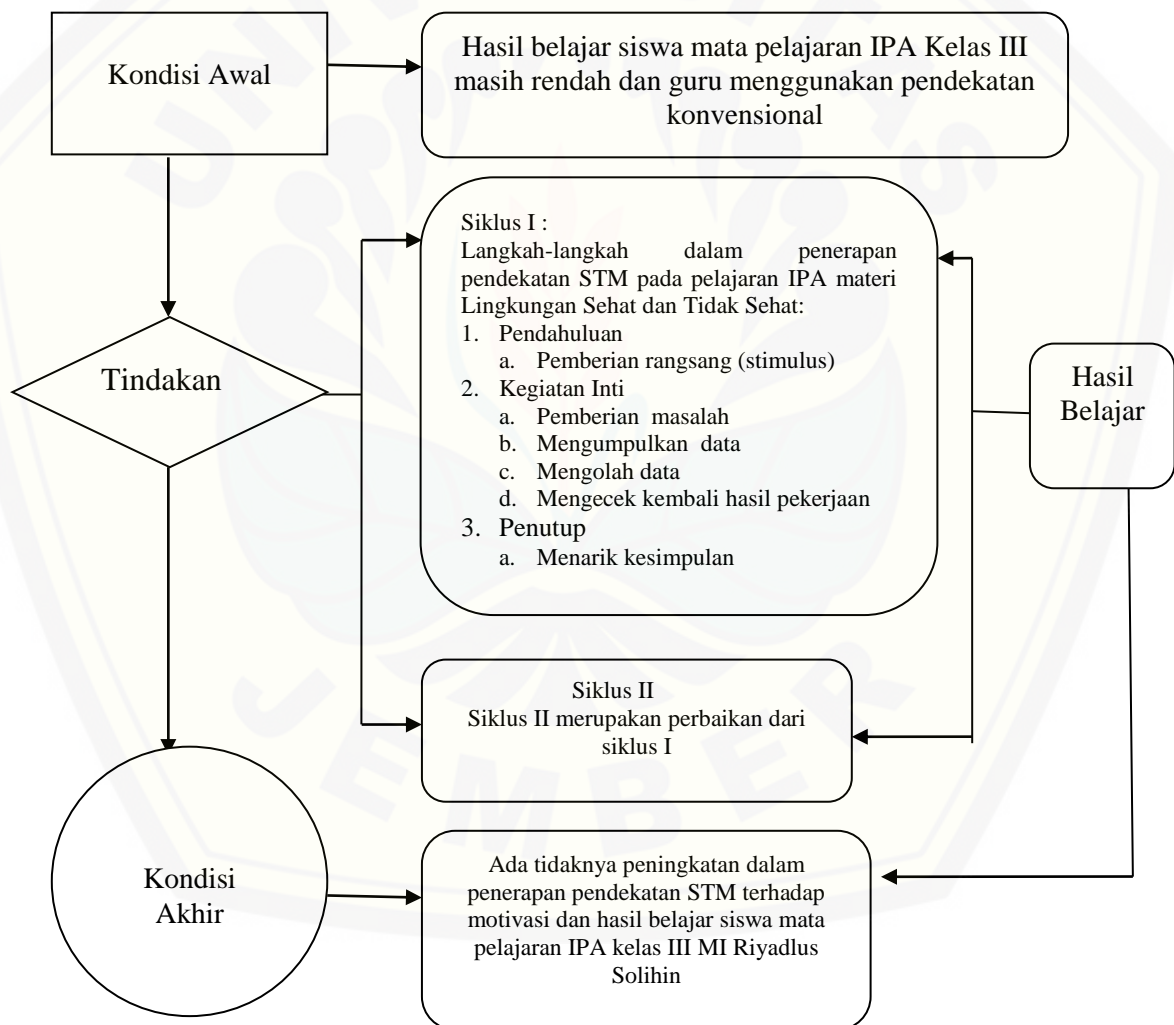 Kondisi Awal
Hasil belajar siswa mata pelajaran IPA Kelas III
masih rendah dan guru menggunakan pendekatan
konvensional
Siklus I :
Langkah-langkah dalam penerapan
pendekatan STM pada pelajaran IPA materi
Lingkungan Sehat dan Tidak Sehat:
1. Pendahuluan
a. Pemberian rangsang (stimulus)
2. Kegiatan Inti
a. Pemberian masalah
b. Mengumpulkan data
c. Mengolah data
d. Mengecek kembali hasil pekerjaan
3. Penutup
a. Menarik kesimpulan
Tindakan
Hasil
Belajar
Siklus II
Siklus II merupakan perbaikan dari
siklus I
Kondisi
Akhir
Ada tidaknya peningkatan dalam
penerapan pendekatan STM terhadap
motivasi dan hasil belajar siswa mata
pelajaran IPA kelas III MI Riyadlus
Solihin
JEMBER